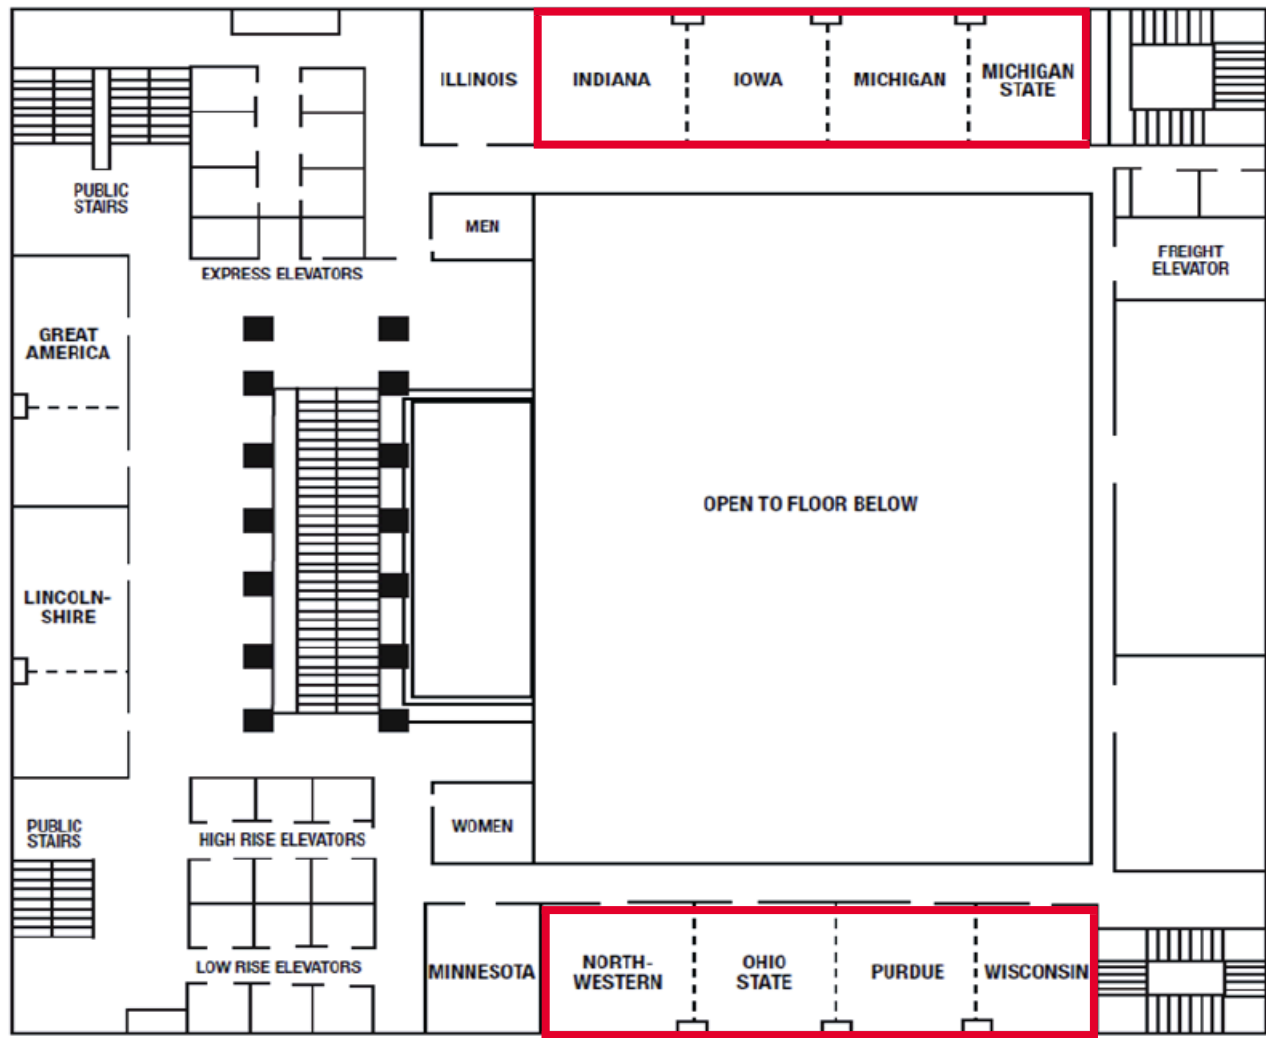 ILLINOIS
INDIANA
IOWA
MICHIGAN
MICHIGAN
STATE
PUBLIC
STAIRS
MEN
EXPRESS ELEVATORS
FREIGHT
ELEVATOR
GREAT
AMERICA
OPEN TO FLOOR BELOW
LINCOLN-
SHIRE
PUBLIC
STAIRS
HIGH RISE ELEVATORS
WOMEN
LOW RISE ELEVATORS
MINNESOTA
NORTH-
WESTERN
OHIO
STATE
PURDUE
WISCONSIN